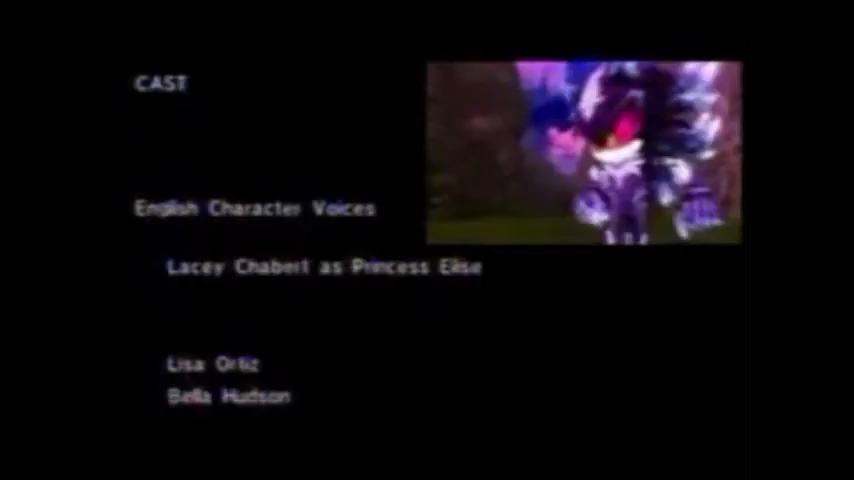 CAST
English Character Voices
Lacey Chabert as Princess Elise
Lisa Ortiz
Bella Hudson